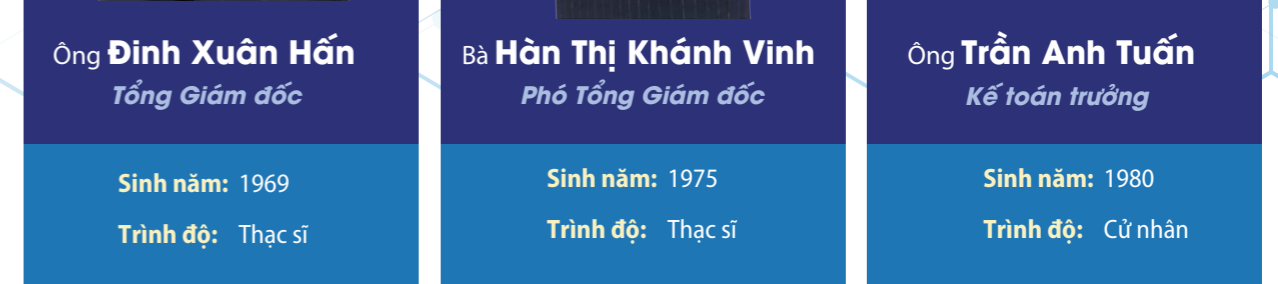 Ông Đinh Xuân Hấn
Tổng Giám đốc
Sinh năm: 1969
Trình độ: Thạc sĩ
Bà Hàn Thị Khánh Vinh
Phó Tổng Giám đốc
Sinh năm: 1975
Trình độ: Thạc sĩ
Ông Trần Anh Tuấn
Kế toán trưởng
Sinh năm: 1980
Trình độ: Cử nhân